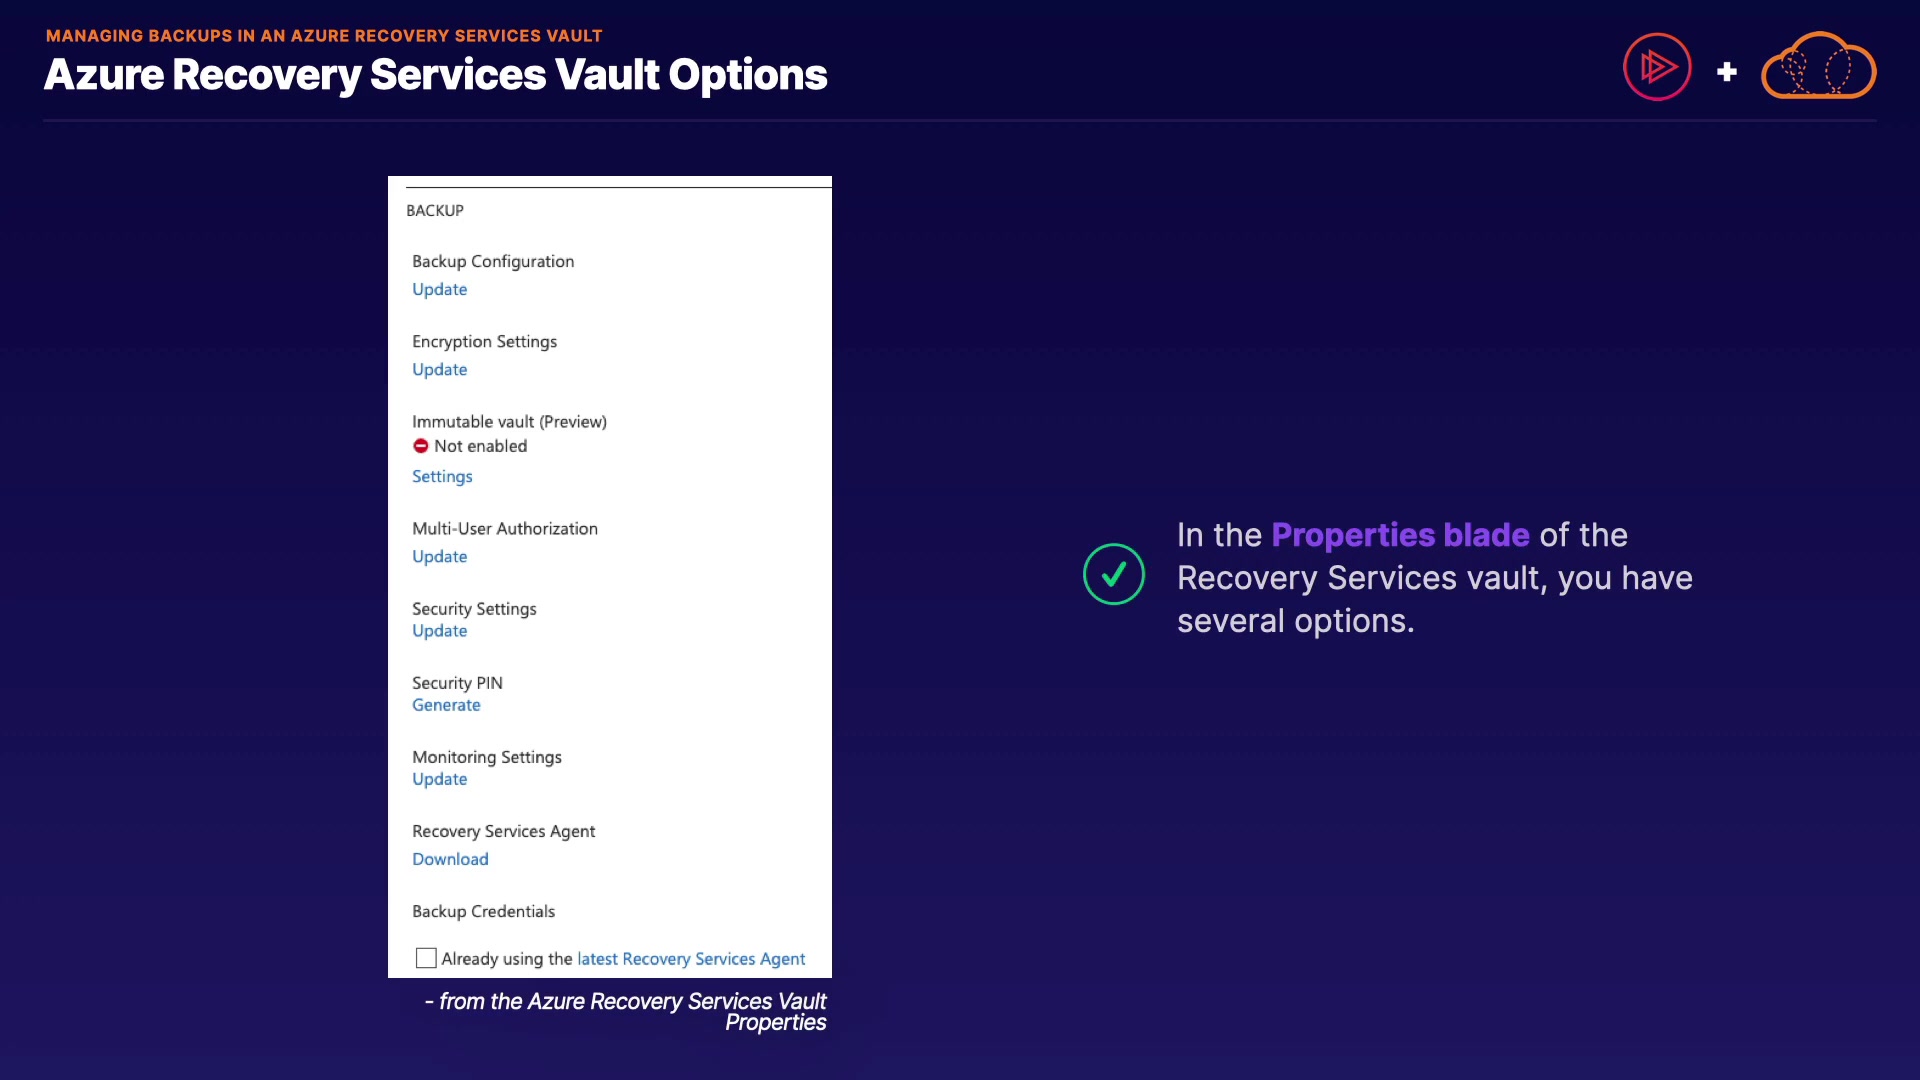 MANAGING BACKUPS IN AN AZURE RECOVERY SERVICES VAULT
Azure Recovery Services Vault Options
BACKUP
Backup Configuration
Update
Encryption Settings
Update
Immutable vault (Preview)
Not enabled
Settings
Multi-User Authorization
Update
Security Settings
Update
Security PIN
Generate
Monitoring Settings
Update
Recovery Services Agent
Download
Backup Credentials
Already using the latest Recovery Services Agent
- from the Azure Recovery Services Vault
Properties
In the Properties blade of the
Recovery Services vault, you have
several options.